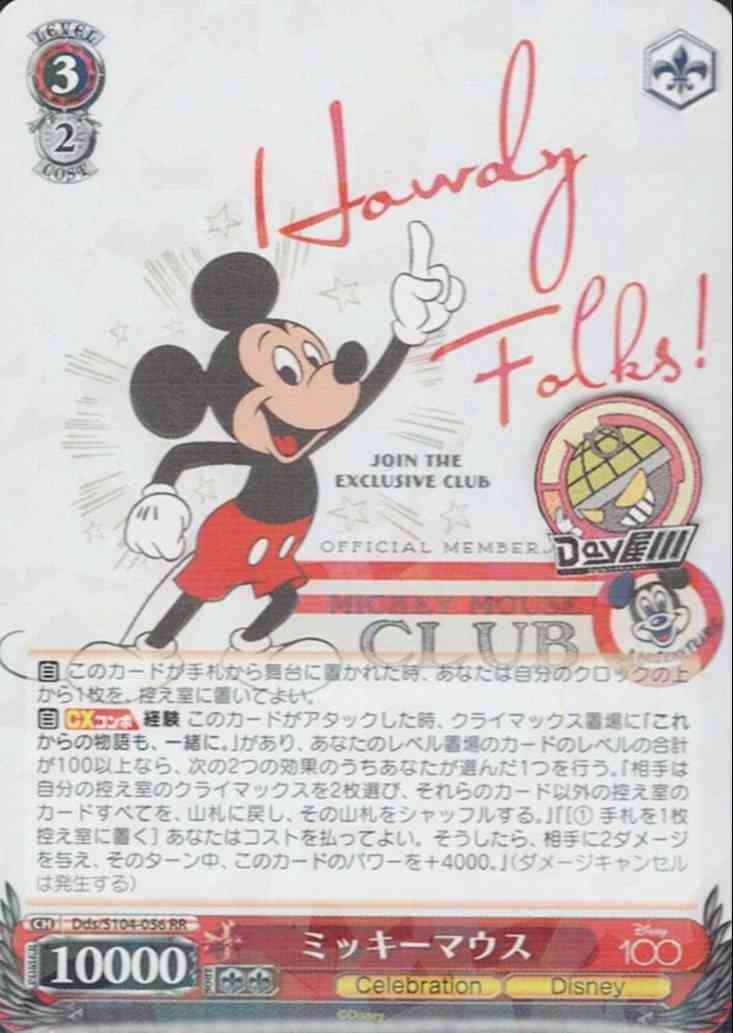 LEVEL
3
2
COST
Howdy
Folks!
JOIN THE
EXCLUSIVE CLUB
OFFICIAL MEMBER
Day屋III
MICKEY MOUSE
CLUB
このカードが手札から舞台に置かれた時、あなたは自分のクロックの上
から1枚を、控え室に置いてよい。
CXコンボ 経験 このカードがアタックした時、クライマックス置場に「これ
からの物語も、一緒に。」があり、あなたのレベル置場のカードのレベルの合計
が100以上なら、次の2つの効果のうちあなたが選んだ1つを行う。『相手は
自分の控え室のクライマックスを2枚選び、それらのカード以外の控え室の
カードすべてを、山札に戻し、その山札をシャッフルする。』『[① 手札を1枚
控え室に置く] あなたはコストを払ってよい。そうしたら、相手に2ダメージ
を与え、そのターン中、このカードのパワーを+4000。』(ダメージキャンセル
は発生する)
CH Dds/S104-056 RR
POWER 10000 SOUL
ミッキーマウス
Disney 100
Celebration Disney
©Disney